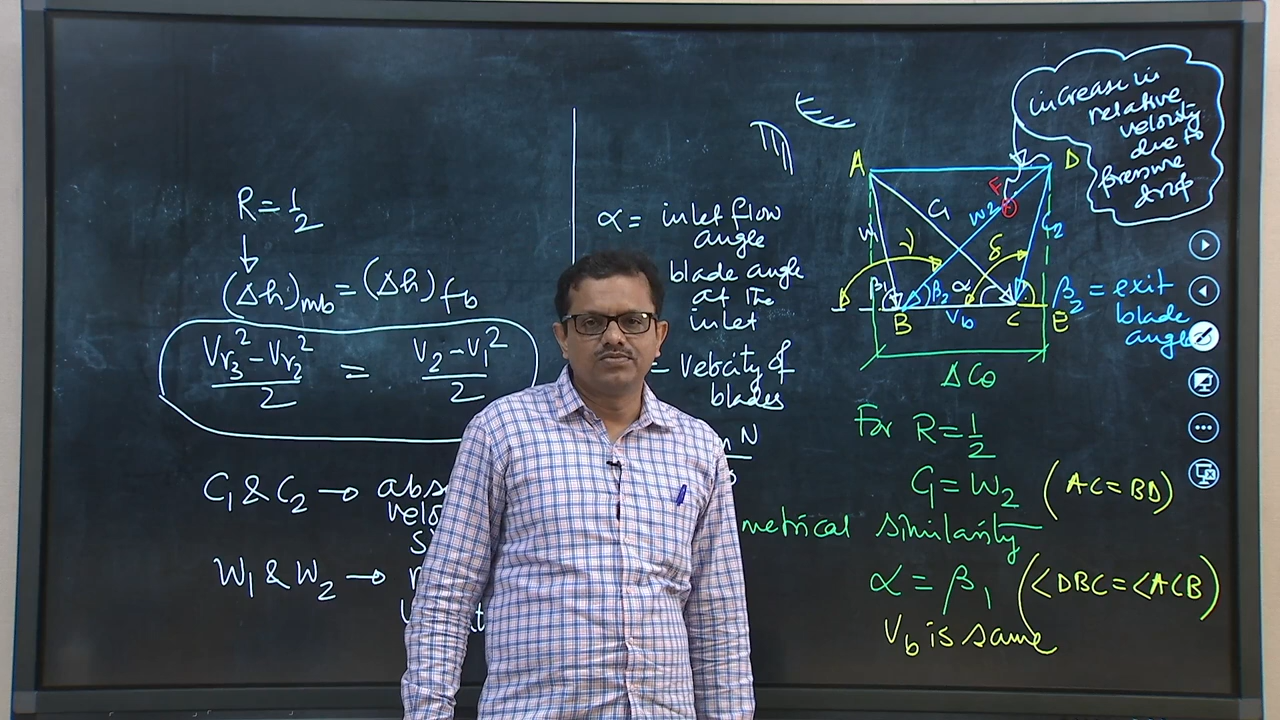 R = 1/2
(Δh)mb = (Δh)fb
(Vr3² - Vr2²)/2 = (V2 - V1²)/2
C1 & C2 → abs
velo
W1 & W2 →
α = inlet flow
angle
blade angle
at the
inlet
= velocity of
blades
N
A
D
C1
W1
W2
F
C2
γ
δ
β1
β2
α
B
Vb
C
E
ΔCθ
increase in
relative
velocity
due to
pressure
drop
β2 = exit
blade
angle
For R = 1/2
C1 = W2 (AC = BD)
metrical similarity
α = β1 (<DBC = <ACB)
Vb is same